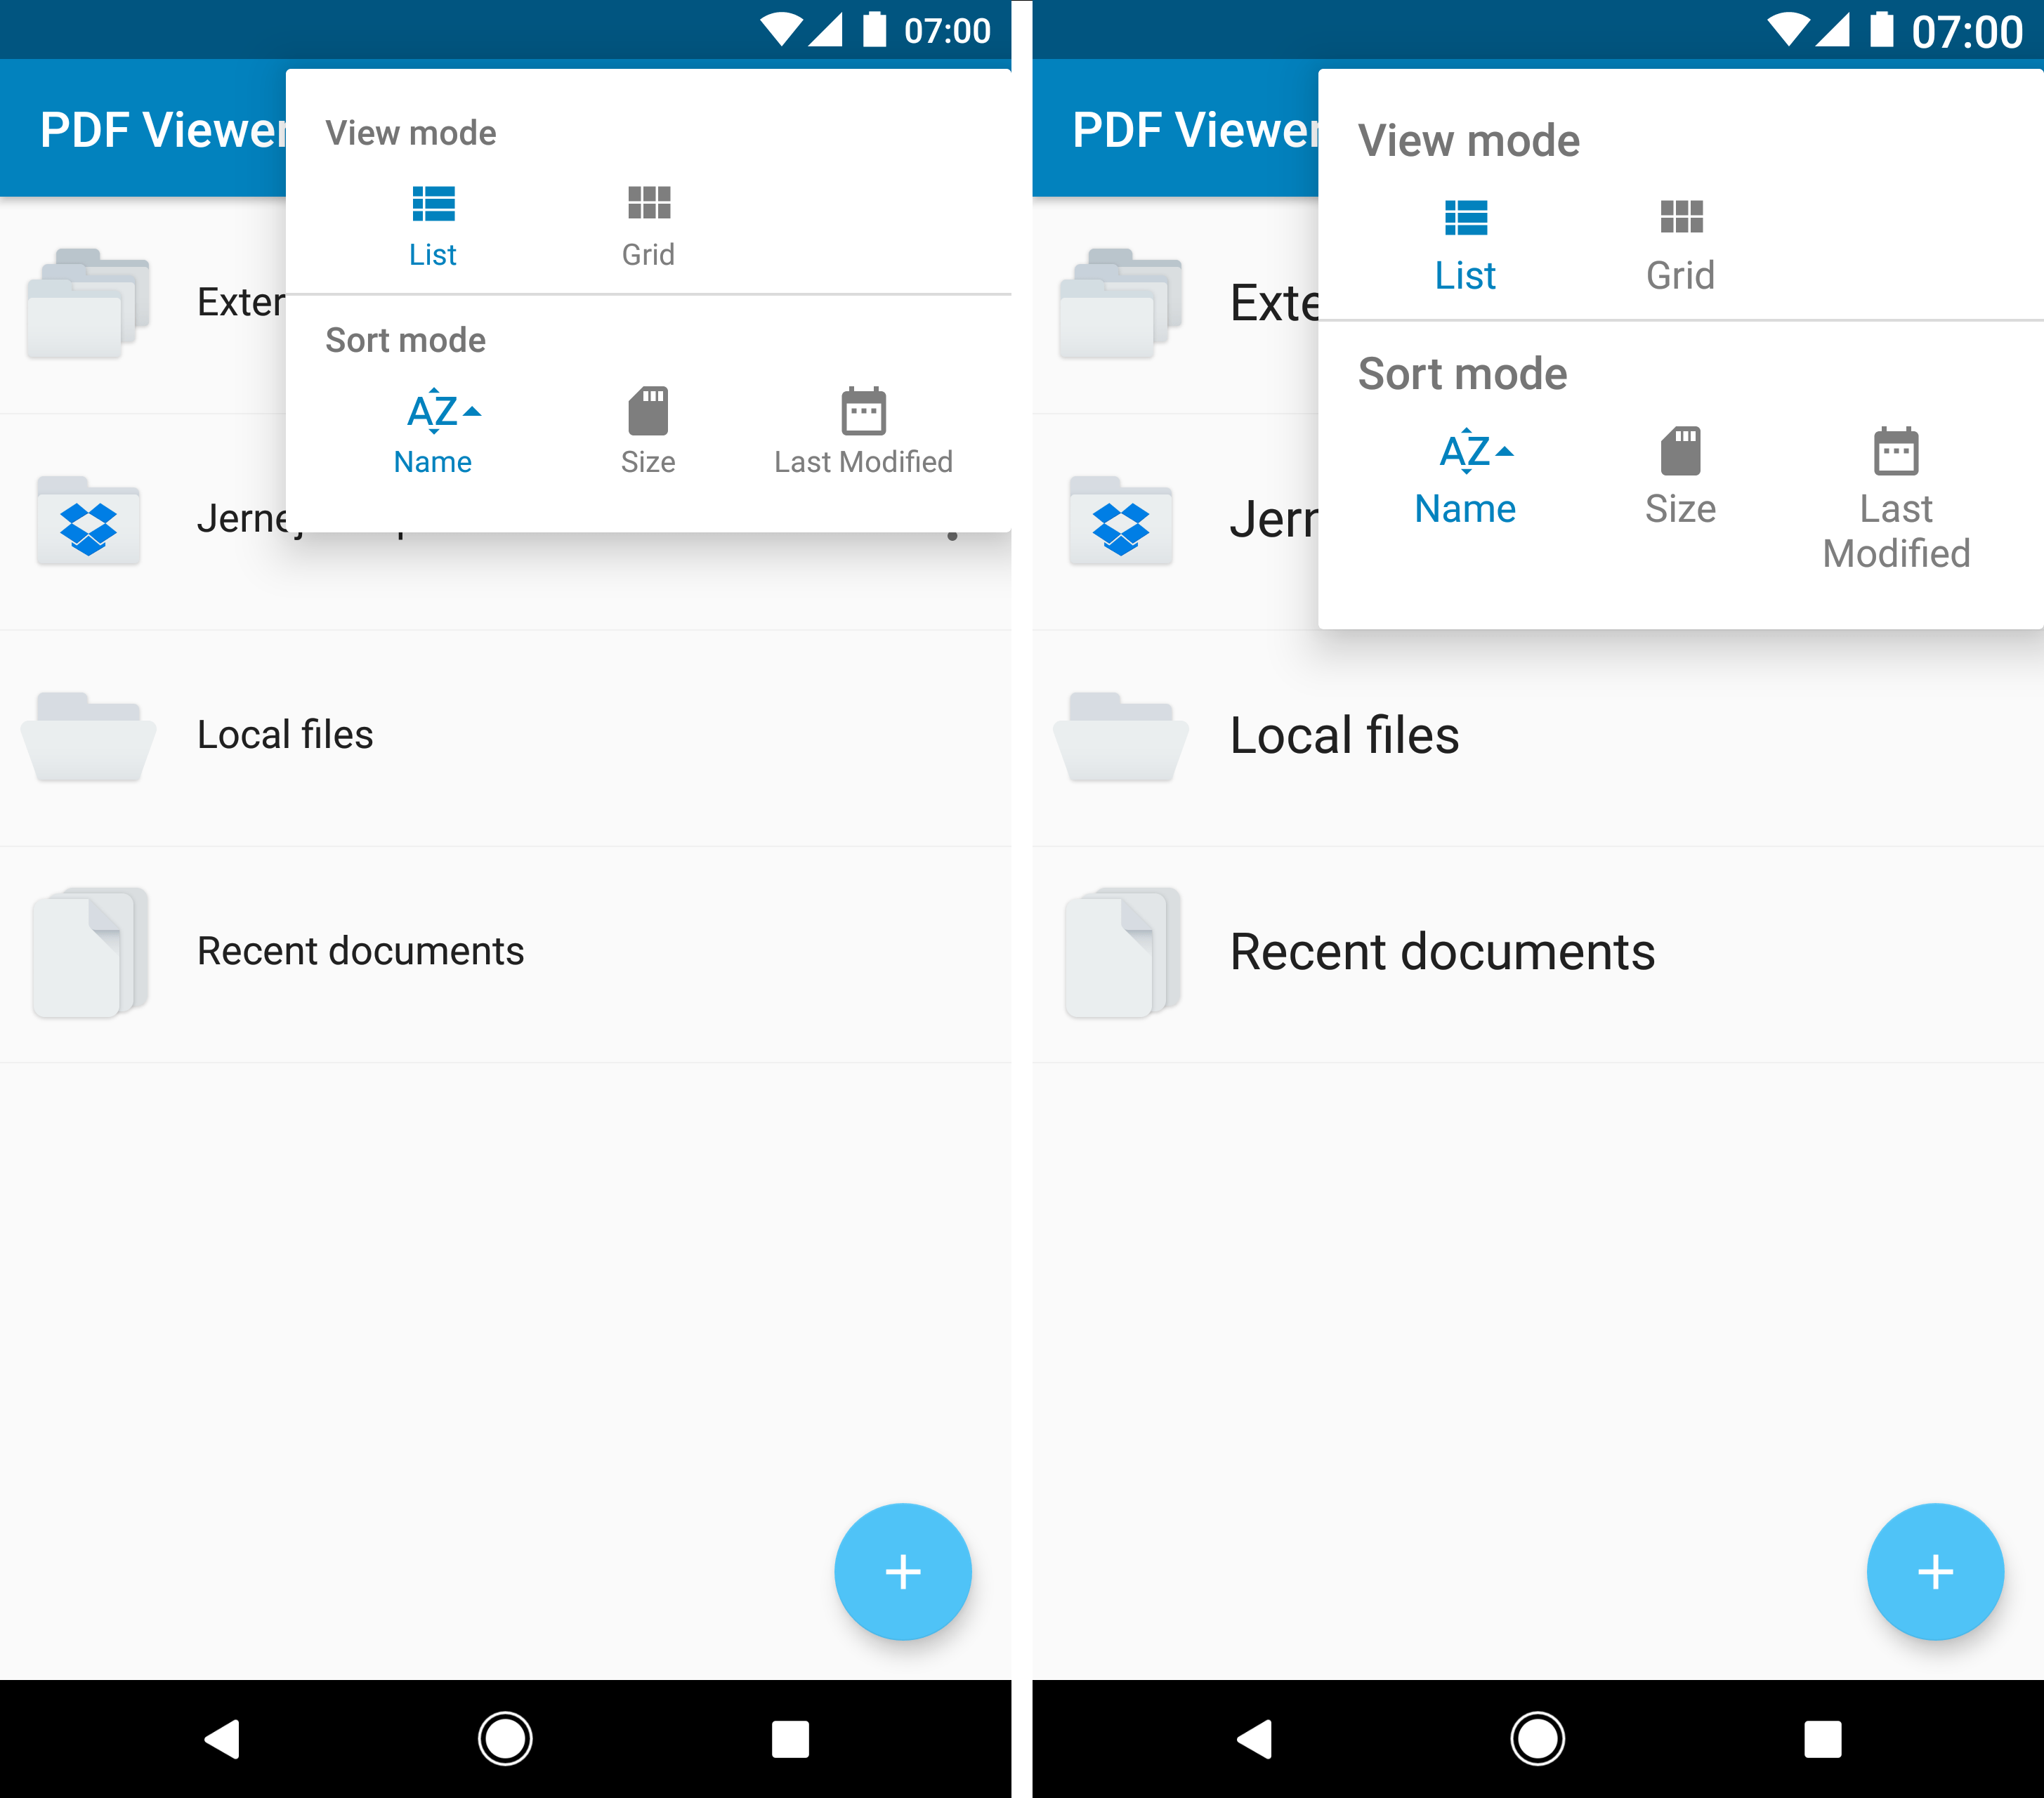 07:00
PDF Viewer
View mode
List Grid
Exter
Sort mode
AZ
Name Size Last Modified
Local files
Recent documents
07:00
PDF Viewer
View mode
List Grid
Exte
Sort mode
AZ
Name Size Last
Modified
Jerr
Local files
Recent documents